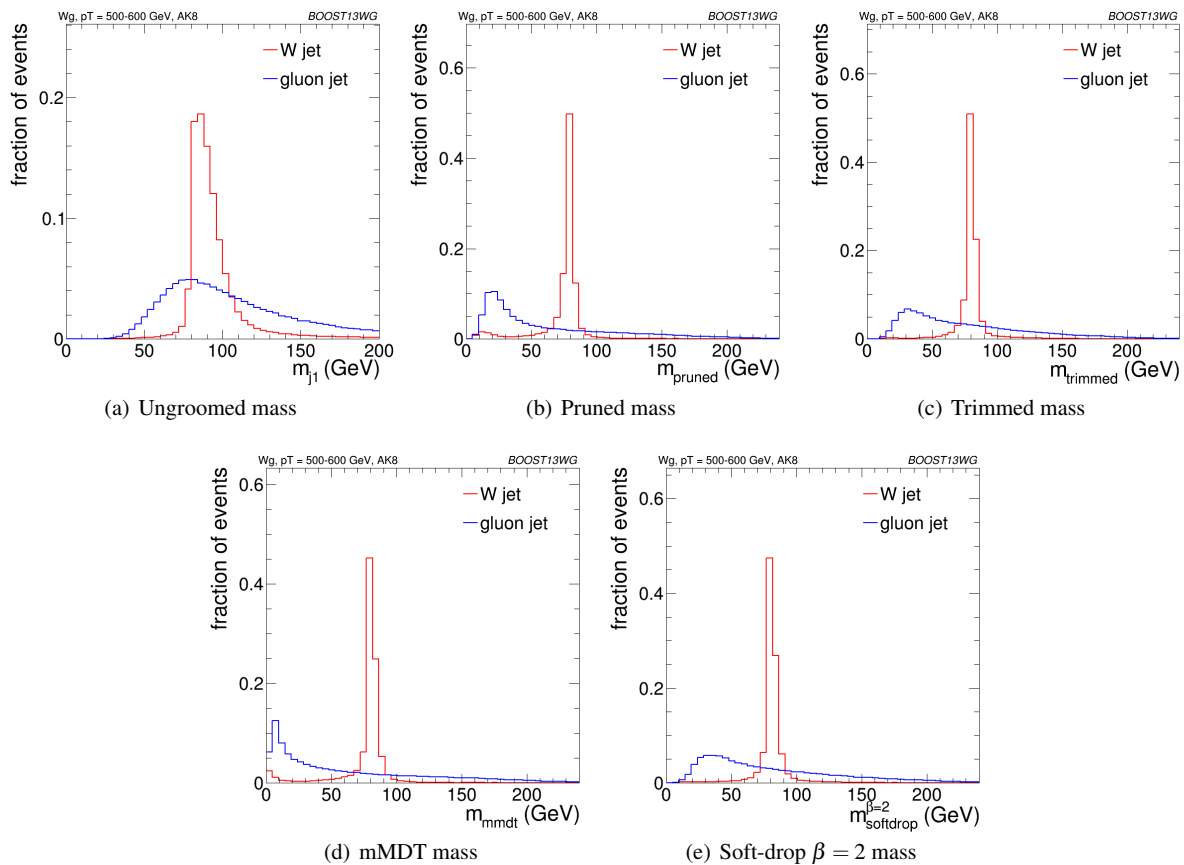 Wg, pT = 500-600 GeV, AK8 BOOST13WG
fraction of events
0.2
0.1
0
W jet
gluon jet
0 50 100 150 200
m_j1 (GeV)
(a) Ungroomed mass
Wg, pT = 500-600 GeV, AK8 BOOST13WG
fraction of events
0.6
0.4
0.2
0
W jet
gluon jet
0 50 100 150 200
m_pruned (GeV)
(b) Pruned mass
Wg, pT = 500-600 GeV, AK8 BOOST13WG
fraction of events
0.6
0.4
0.2
0
W jet
gluon jet
0 50 100 150 200
m_trimmed (GeV)
(c) Trimmed mass
Wg, pT = 500-600 GeV, AK8 BOOST13WG
fraction of events
0.6
0.4
0.2
0
W jet
gluon jet
0 50 100 150 200
m_mmdt (GeV)
(d) mMDT mass
Wg, pT = 500-600 GeV, AK8 BOOST13WG
fraction of events
0.6
0.4
0.2
0
W jet
gluon jet
0 50 100 150 200
m_softdrop^β=2 (GeV)
(e) Soft-drop β = 2 mass